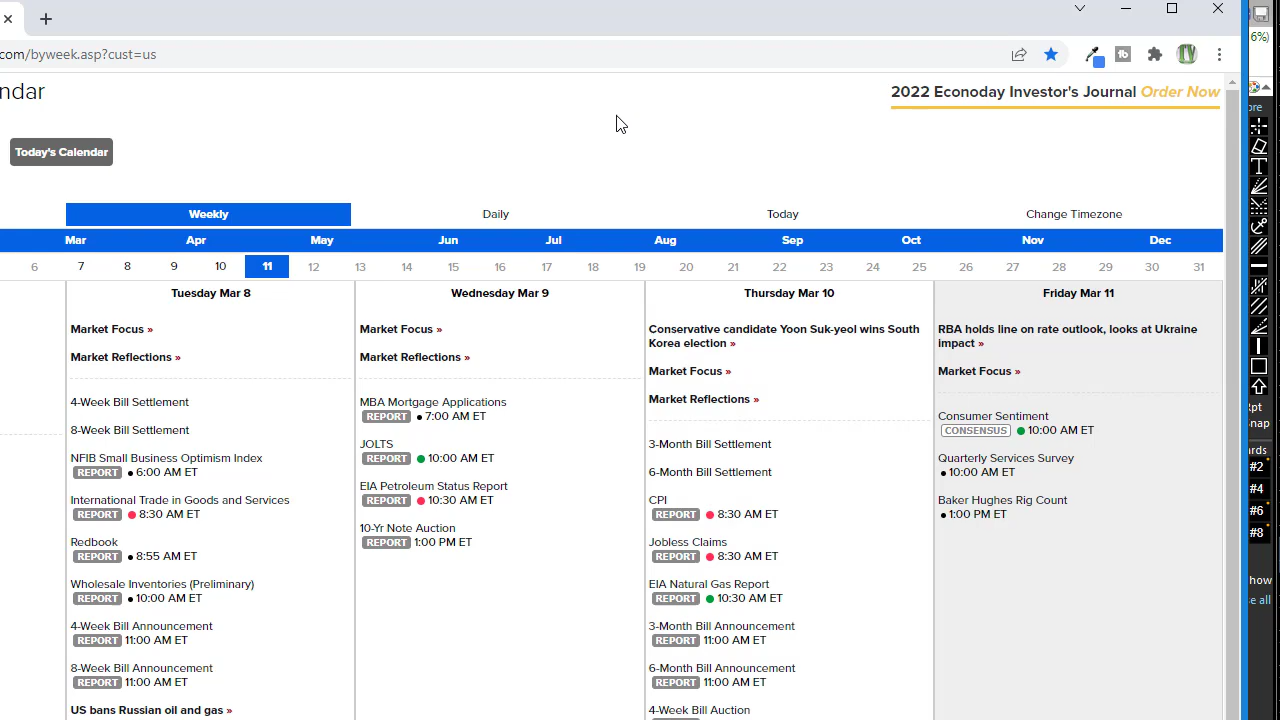 com/byweek.asp?cust=us
6%)
ndar
2022 Econoday Investor's Journal Order Now
Today's Calendar
Weekly Daily Today Change Timezone
Mar Apr May Jun Jul Aug Sep Oct Nov Dec
6 7 8 9 10 11 12 13 14 15 16 17 18 19 20 21 22 23 24 25 26 27 28 29 30 31
Tuesday Mar 8
Market Focus »
Market Reflections »
4-Week Bill Settlement
8-Week Bill Settlement
NFIB Small Business Optimism Index
REPORT 6:00 AM ET
International Trade in Goods and Services
REPORT 8:30 AM ET
Redbook
REPORT 8:55 AM ET
Wholesale Inventories (Preliminary)
REPORT 10:00 AM ET
4-Week Bill Announcement
REPORT 11:00 AM ET
8-Week Bill Announcement
REPORT 11:00 AM ET
US bans Russian oil and gas »
Wednesday Mar 9
Market Focus »
Market Reflections »
MBA Mortgage Applications
REPORT 7:00 AM ET
JOLTS
REPORT 10:00 AM ET
EIA Petroleum Status Report
REPORT 10:30 AM ET
10-Yr Note Auction
REPORT 1:00 PM ET
Thursday Mar 10
Conservative candidate Yoon Suk-yeol wins South
Korea election »
Market Focus »
Market Reflections »
3-Month Bill Settlement
6-Month Bill Settlement
CPI
REPORT 8:30 AM ET
Jobless Claims
REPORT 8:30 AM ET
EIA Natural Gas Report
REPORT 10:30 AM ET
3-Month Bill Announcement
REPORT 11:00 AM ET
6-Month Bill Announcement
REPORT 11:00 AM ET
4-Week Bill Auction
Friday Mar 11
RBA holds line on rate outlook, looks at Ukraine
impact »
Market Focus »
Consumer Sentiment
CONSENSUS 10:00 AM ET
Quarterly Services Survey
10:00 AM ET
Baker Hughes Rig Count
1:00 PM ET
ore
T
xpt
snap
rds
#2
#4
#6
#8
how
e all